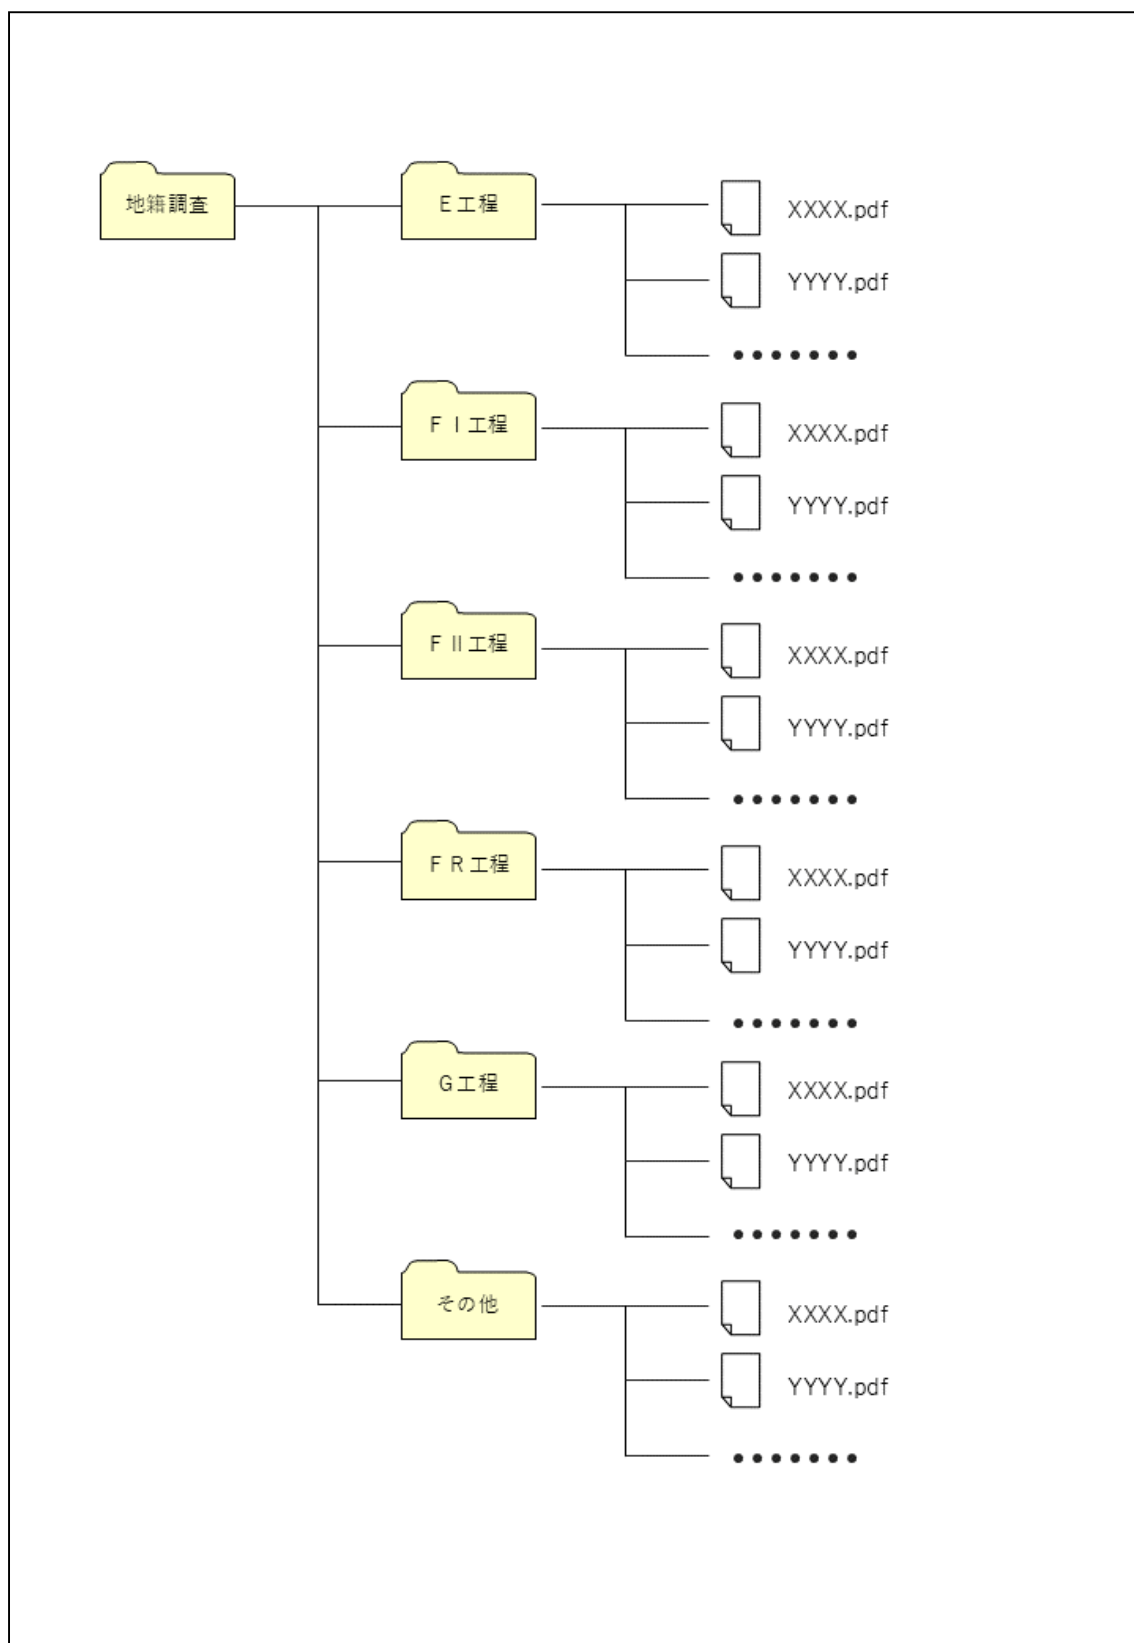 地籍調査
Ｅ工程
XXXX.pdf
YYYY.pdf
●●●●●●●
ＦⅠ工程
XXXX.pdf
YYYY.pdf
●●●●●●●
ＦⅡ工程
XXXX.pdf
YYYY.pdf
●●●●●●●
ＦＲ工程
XXXX.pdf
YYYY.pdf
●●●●●●●
Ｇ工程
XXXX.pdf
YYYY.pdf
●●●●●●●
その他
XXXX.pdf
YYYY.pdf
●●●●●●●